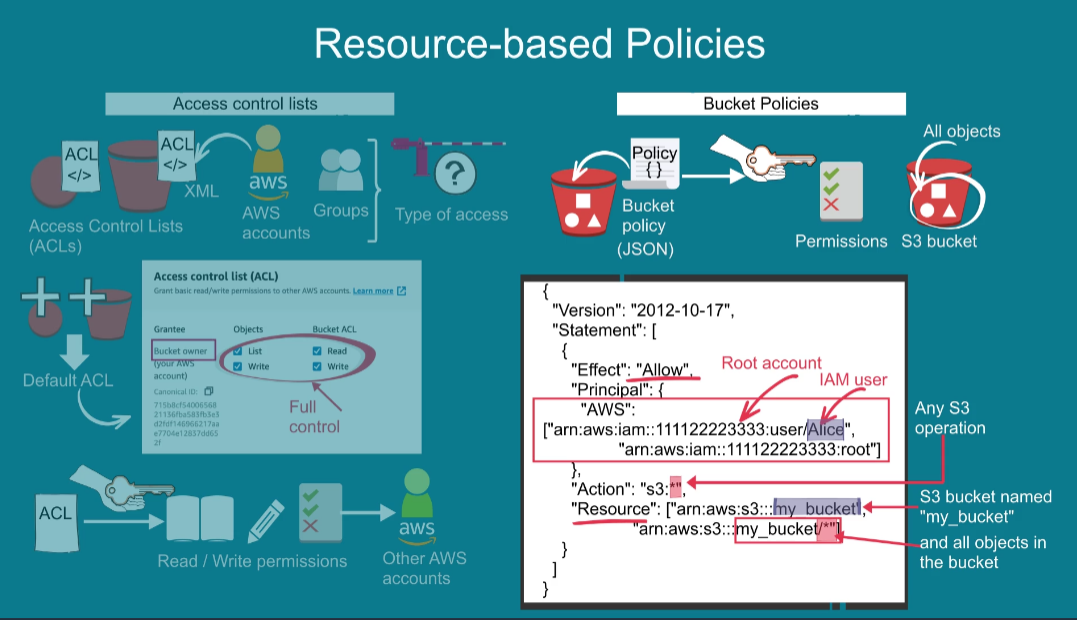 Resource-based Policies
Access control lists
ACL
</>
ACL
</>
XML
Access Control Lists
(ACLs)
aws
AWS
accounts
Groups
?
Type of access
Default ACL
Access control list (ACL)
Grant basic read/write permissions to other AWS accounts. Learn more
Grantee
Objects
Bucket ACL
Bucket owner
(your AWS
account)
List
Read
Write
Write
Canonical ID:
Full
control
ACL
Read / Write permissions
aws
Other AWS
accounts
Bucket Policies
Policy
{}
Bucket
policy
(JSON)
Permissions
All objects
S3 bucket
{
"Version": "2012-10-17",
"Statement": [
{
"Effect": "Allow",
"Principal": {
"AWS":
["arn:aws:iam::111122223333:user/Alice",
"arn:aws:iam::111122223333:root"]
},
"Action": "s3:*",
"Resource": ["arn:aws:s3:::my_bucket",
"arn:aws:s3:::my_bucket/*"]
}
]
}
Root account
IAM user
Any S3
operation
S3 bucket named
"my_bucket"
and all objects in
the bucket